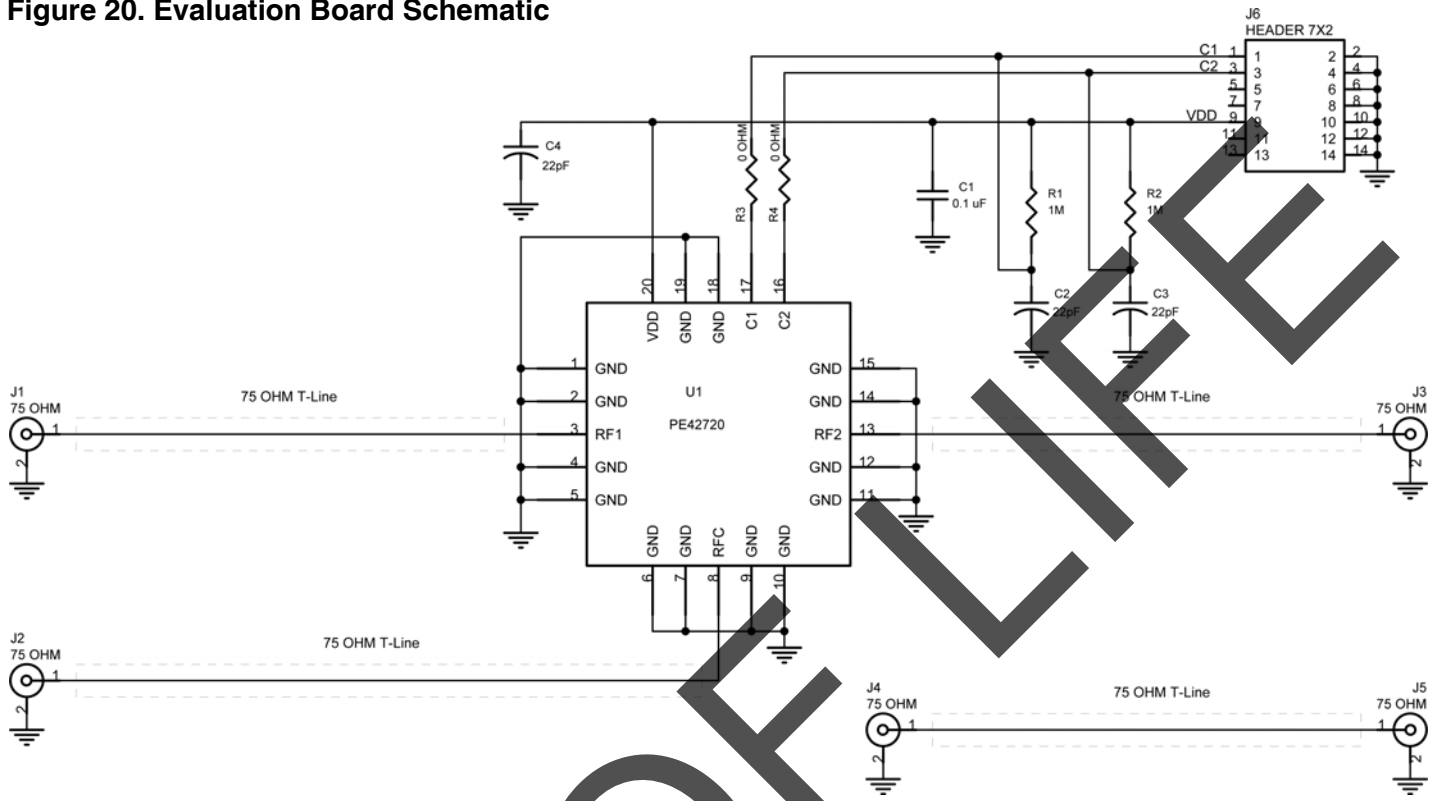 Figure 20. Evaluation Board Schematic
J6
HEADER 7X2
C1 1 1 2 2
C2 3 3 4 4
5 5 6 6
7 7 8 8
VDD 9 9 10 10
11 11 12 12
13 13 14 14
C4
22pF
0 OHM
R3
0 OHM
R4
C1
0.1 uF
R1
1M
R2
1M
C2
22pF
C3
22pF
20 19 18 17 16
VDD GND GND C1 C2
1 GND
2 GND
3 RF1
4 GND
5 GND
U1
PE42720
GND 15
GND 14
RF2 13
GND 12
GND 11
GND GND RFC GND GND
6 7 8 9 10
J1
75 OHM
1
2
75 OHM T-Line
75 OHM T-Line
J3
75 OHM
1
2
J2
75 OHM
1
2
75 OHM T-Line
J4
75 OHM
1
2
75 OHM T-Line
J5
75 OHM
1
2
OF LIFE